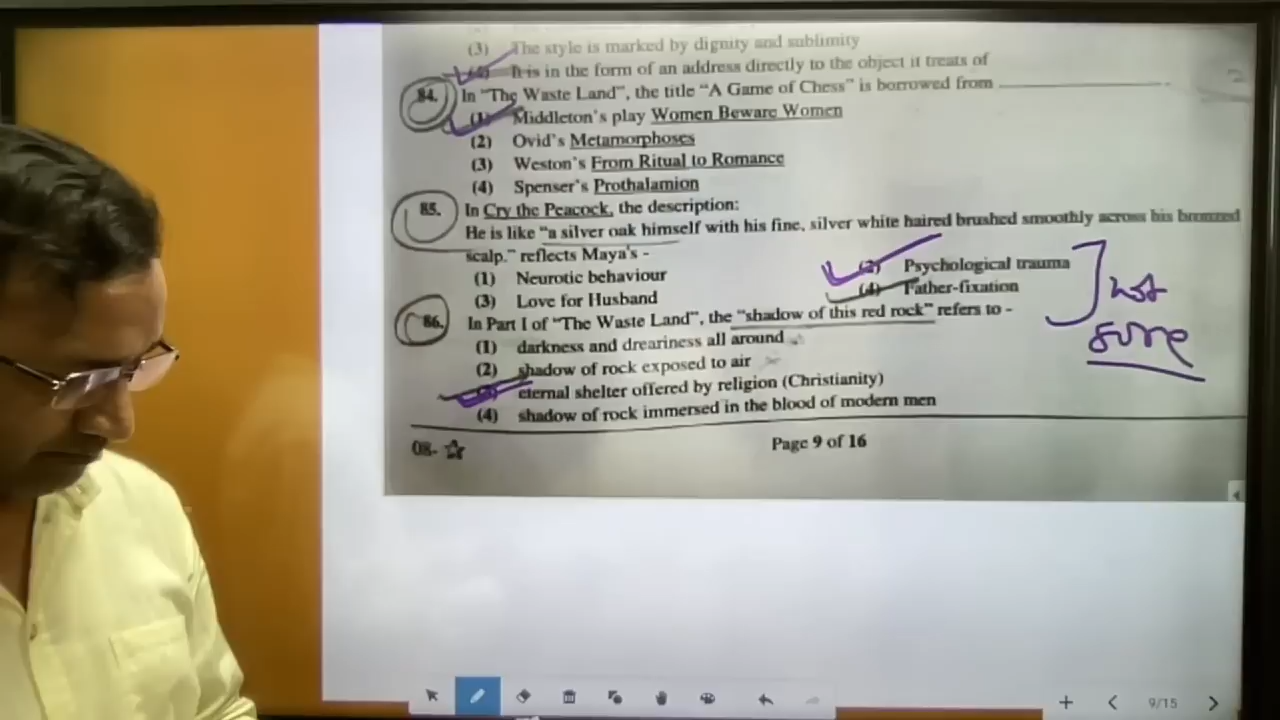 (3) The style is marked by dignity and sublimity
(4) It is in the form of an address directly to the object it treats of
84. In "The Waste Land", the title "A Game of Chess" is borrowed from
(1) Middleton's play Women Beware Women
(2) Ovid's Metamorphoses
(3) Weston's From Ritual to Romance
(4) Spenser's Prothalamion
85. In Cry the Peacock, the description:
He is like "a silver oak himself with his fine, silver white haired brushed smoothly across his bronzed
scalp." reflects Maya's -
(1) Neurotic behaviour (2) Psychological trauma
(3) Love for Husband (4) Father-fixation
not
sure
86. In Part I of "The Waste Land", the "shadow of this red rock" refers to -
(1) darkness and dreariness all around
(2) shadow of rock exposed to air
eternal shelter offered by religion (Christianity)
(4) shadow of rock immersed in the blood of modern men
08- Page 9 of 16
9/15